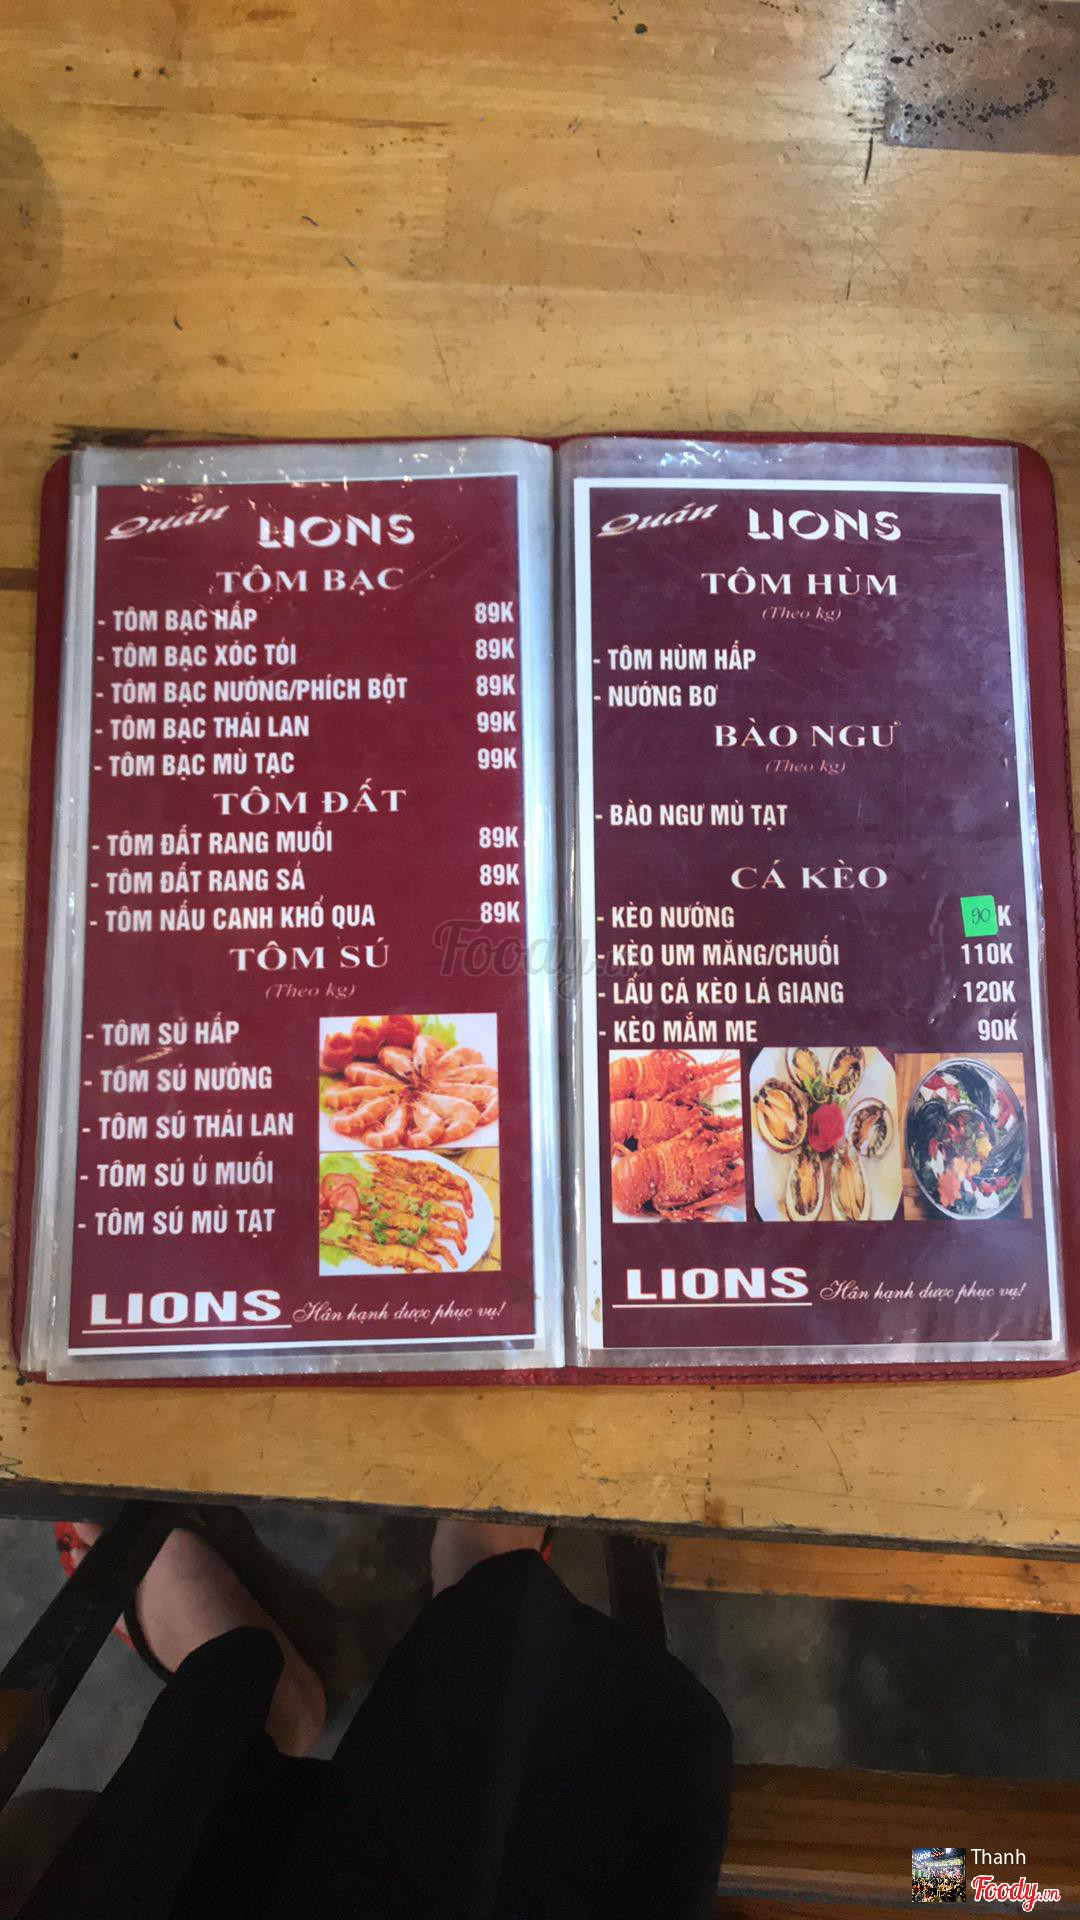 Quán LIONS
TÔM BẠC
- TÔM BẠC HẤP 89K
- TÔM BẠC XÓC TỎI 89K
- TÔM BẠC NƯỚNG/PHÍCH BỘT 89K
- TÔM BẠC THÁI LAN 99K
- TÔM BẠC MÙ TẠC 99K
TÔM ĐẤT
- TÔM ĐẤT RANG MUỐI 89K
- TÔM ĐẤT RANG SẢ 89K
- TÔM NẤU CANH KHỔ QUA 89K
TÔM SÚ
(Theo kg)
- TÔM SÚ HẤP
- TÔM SÚ NƯỚNG
- TÔM SÚ THÁI LAN
- TÔM SÚ Ủ MUỐI
- TÔM SÚ MÙ TẠT
LIONS Hân hạnh được phục vụ!
Quán LIONS
TÔM HÙM
(Theo kg)
- TÔM HÙM HẤP
- NƯỚNG BƠ
BÀO NGƯ
(Theo kg)
- BÀO NGƯ MÙ TẠT
CÁ KÈO
- KÈO NƯỚNG 90 K
- KÈO UM MĂNG/CHUỐI 110K
- LẨU CÁ KÈO LÁ GIANG 120K
- KÈO MẮM ME 90K
LIONS Hân hạnh được phục vụ!
Foody.vn
Thanh
Foody.vn